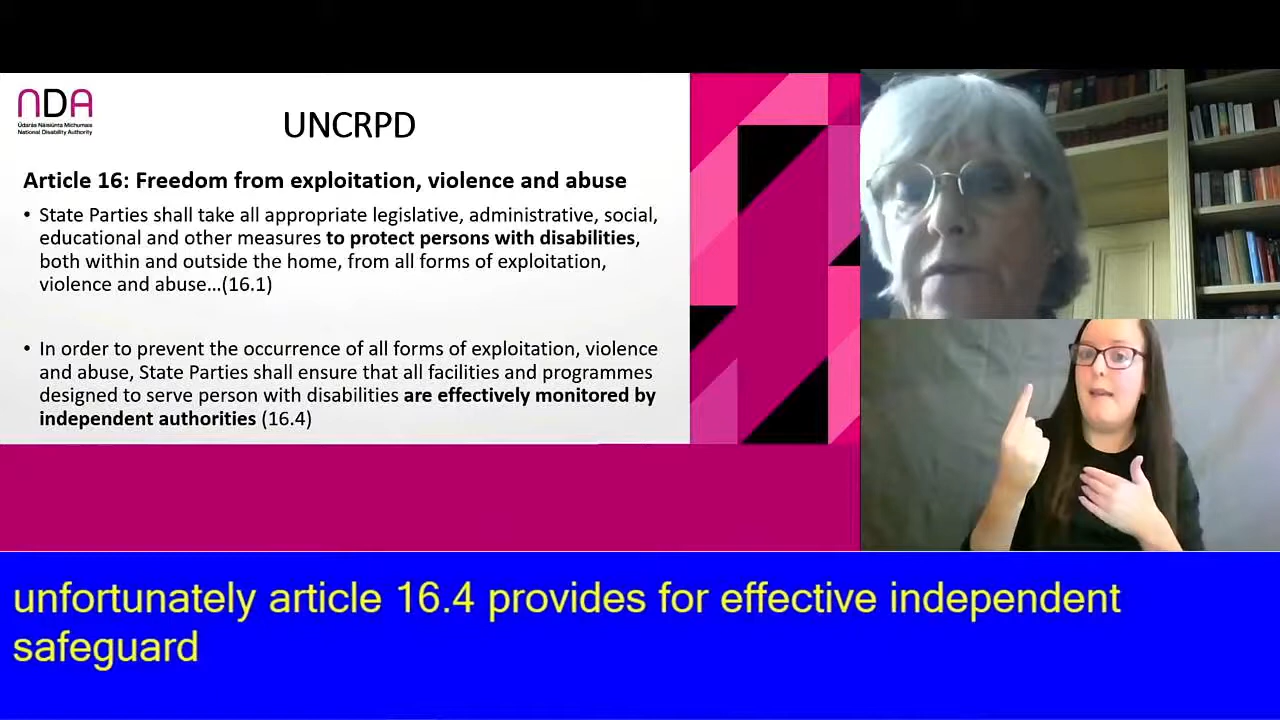 NDA
Údarás Náisiúnta Míchumais
National Disability Authority
UNCRPD
Article 16: Freedom from exploitation, violence and abuse
• State Parties shall take all appropriate legislative, administrative, social,
educational and other measures to protect persons with disabilities,
both within and outside the home, from all forms of exploitation,
violence and abuse…(16.1)
• In order to prevent the occurrence of all forms of exploitation, violence
and abuse, State Parties shall ensure that all facilities and programmes
designed to serve person with disabilities are effectively monitored by
independent authorities (16.4)
unfortunately article 16.4 provides for effective independent
safeguard